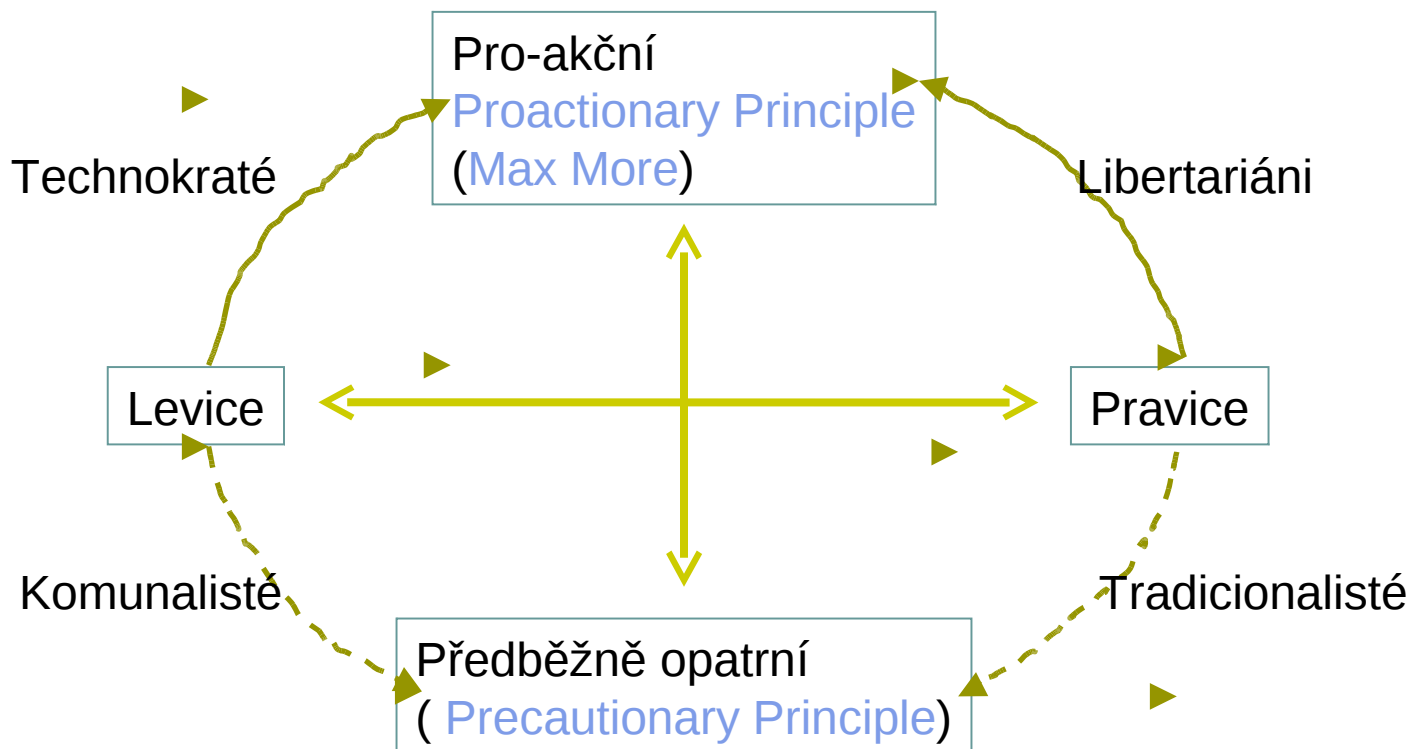 Pro-akční
Proactionary Principle
(Max More)
Technokraté
Libertariáni
Levice
Pravice
Komunalisté
Tradicionalisté
Předběžně opatrní
( Precautionary Principle)